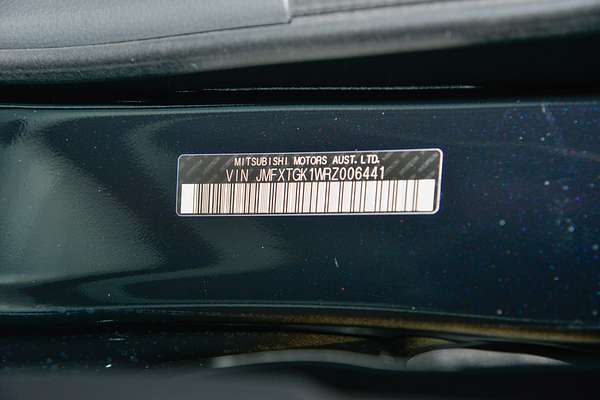 MITSUBISHI MOTORS AUST. LTD.
VIN JMFXTGK1WRZ006441